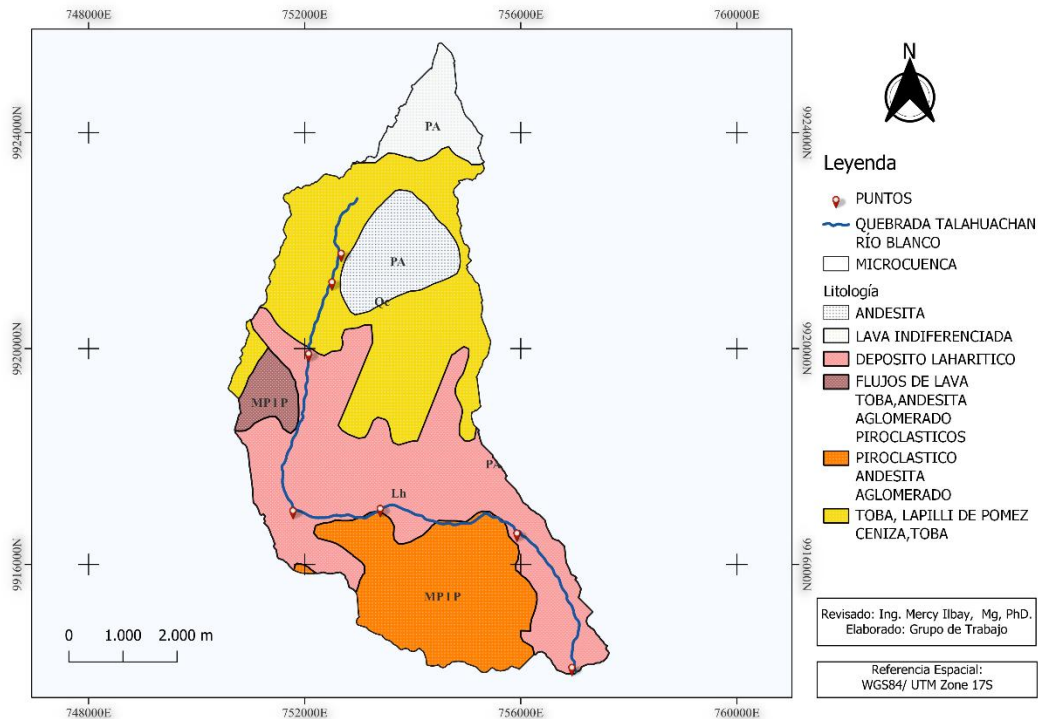 748000E 752000E 756000E 760000E
9924000N 9924000N
9920000N 9920000N
9916000N 9916000N
PA
PA
Qc
MP I P
PA
Lh
MP I P
0 1.000 2.000 m
748000E 752000E 756000E 760000E
N
Leyenda
PUNTOS
QUEBRADA TALAHUACHAN
RÍO BLANCO
MICROCUENCA
Litología
ANDESITA
LAVA INDIFERENCIADA
DEPOSITO LAHARITICO
FLUJOS DE LAVA
TOBA,ANDESITA
AGLOMERADO
PIROCLASTICOS
PIROCLASTICO
ANDESITA
AGLOMERADO
TOBA, LAPILLI DE POMEZ
CENIZA,TOBA
Revisado: Ing. Mercy Ilbay, Mg, PhD.
Elaborado: Grupo de Trabajo
Referencia Espacial:
WGS84/ UTM Zone 17S